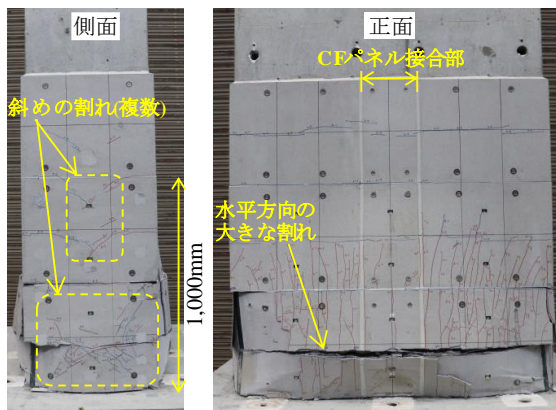 側面
正面
CFパネル接合部
斜めの割れ(複数)
水平方向の
大きな割れ
1,000mm